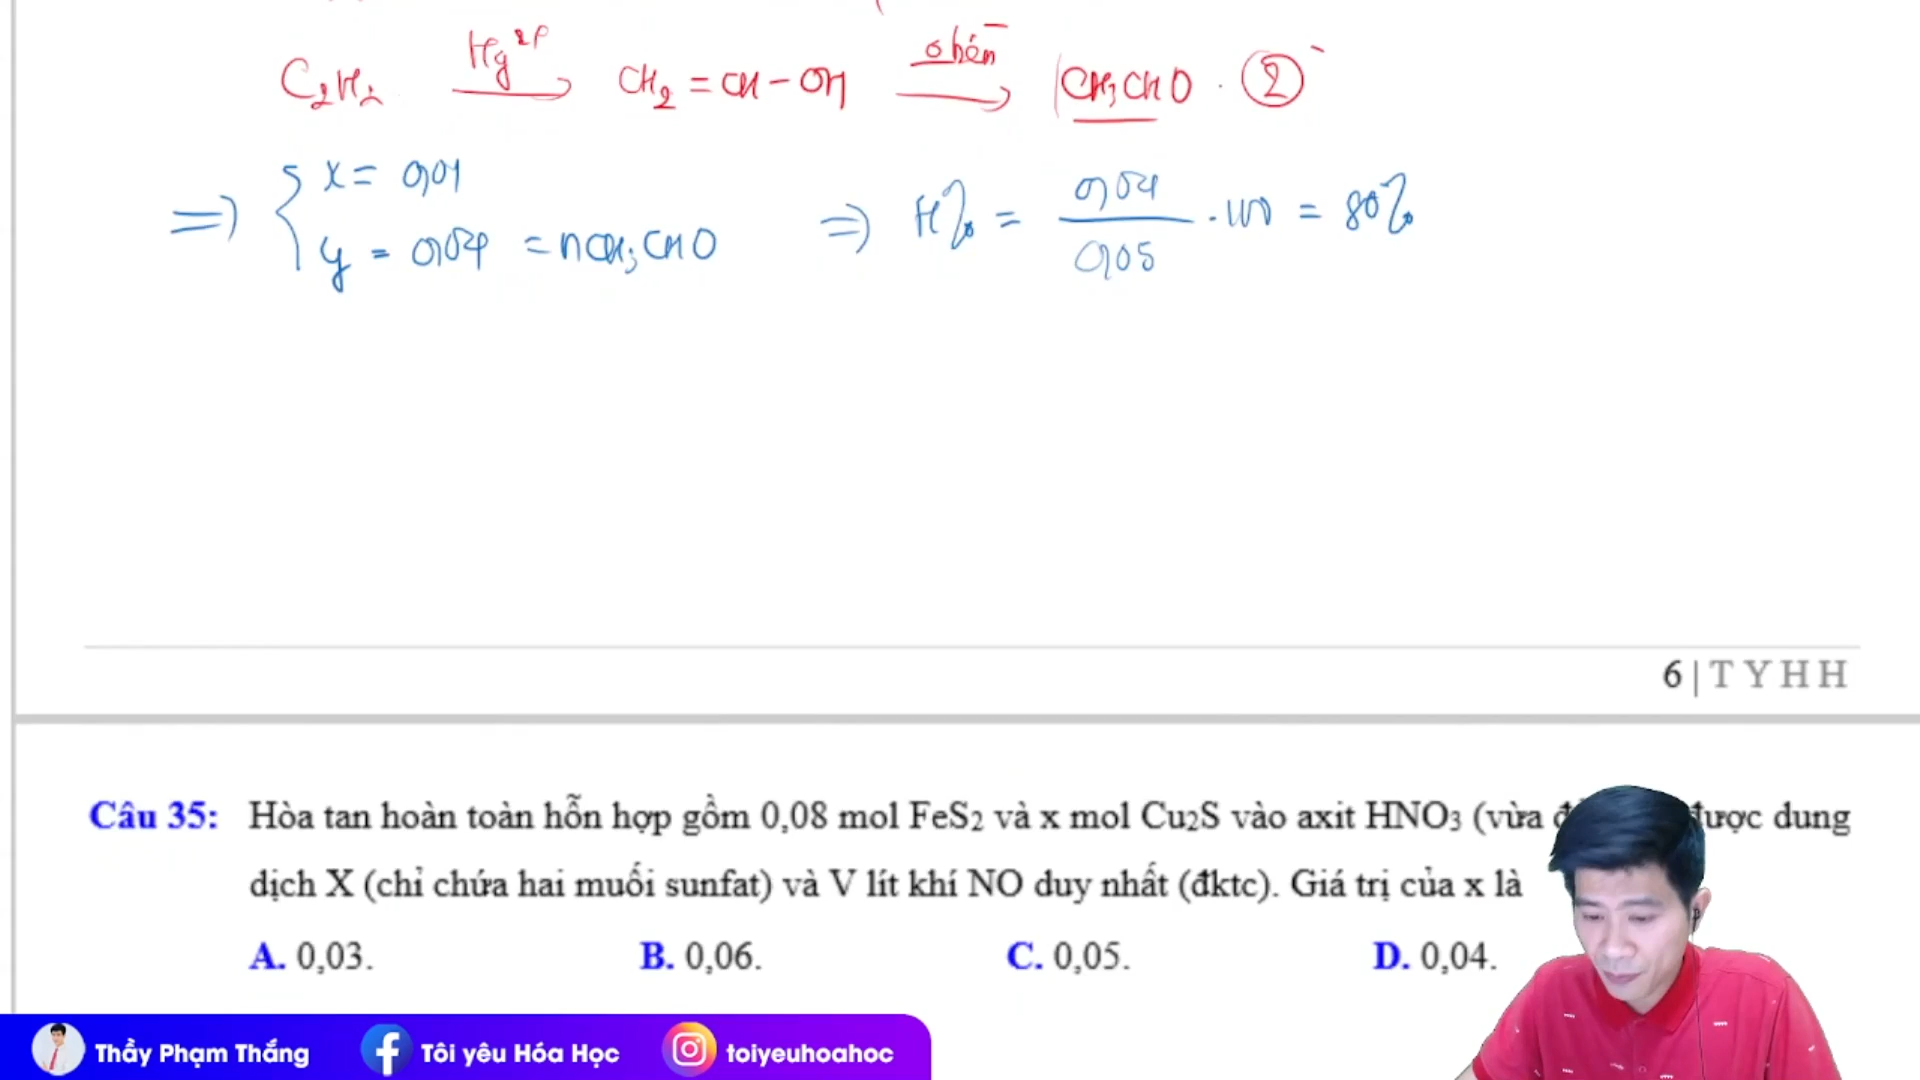 C₂H₂ Hg²⁺ → CH₂ = CH – OH → CH₃CHO . ②
⇒ { x = 0,01
y = 0,04 = nCH₃CHO ⇒ H% = 0,04 / 0,05 . 100 = 80%
6 | T Y H H
Câu 35: Hòa tan hoàn toàn hỗn hợp gồm 0,08 mol FeS₂ và x mol Cu₂S vào axit HNO₃ (vừa được dung
dịch X (chỉ chứa hai muối sunfat) và V lít khí NO duy nhất (đktc). Giá trị của x là
A. 0,03. B. 0,06. C. 0,05. D. 0,04.
Thầy Phạm Thắng Tôi yêu Hóa Học toiyeuhoahoc